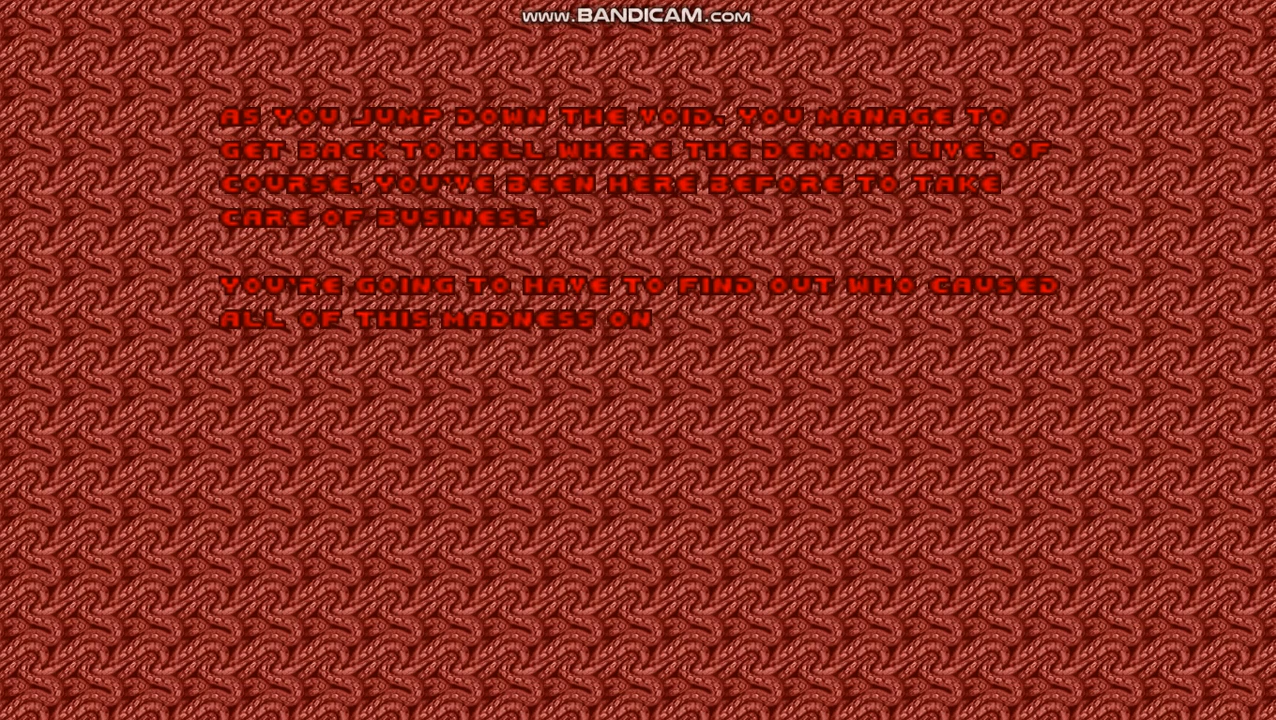 www.BANDICAM.com
AS YOU JUMP DOWN THE VOID, YOU MANAGE TO
GET BACK TO HELL WHERE THE DEMONS LIVE. OF
COURSE, YOU'VE BEEN HERE BEFORE TO TAKE
CARE OF BUSINESS.
YOU'RE GOING TO HAVE TO FIND OUT WHO CAUSED
ALL OF THIS MADNESS ON